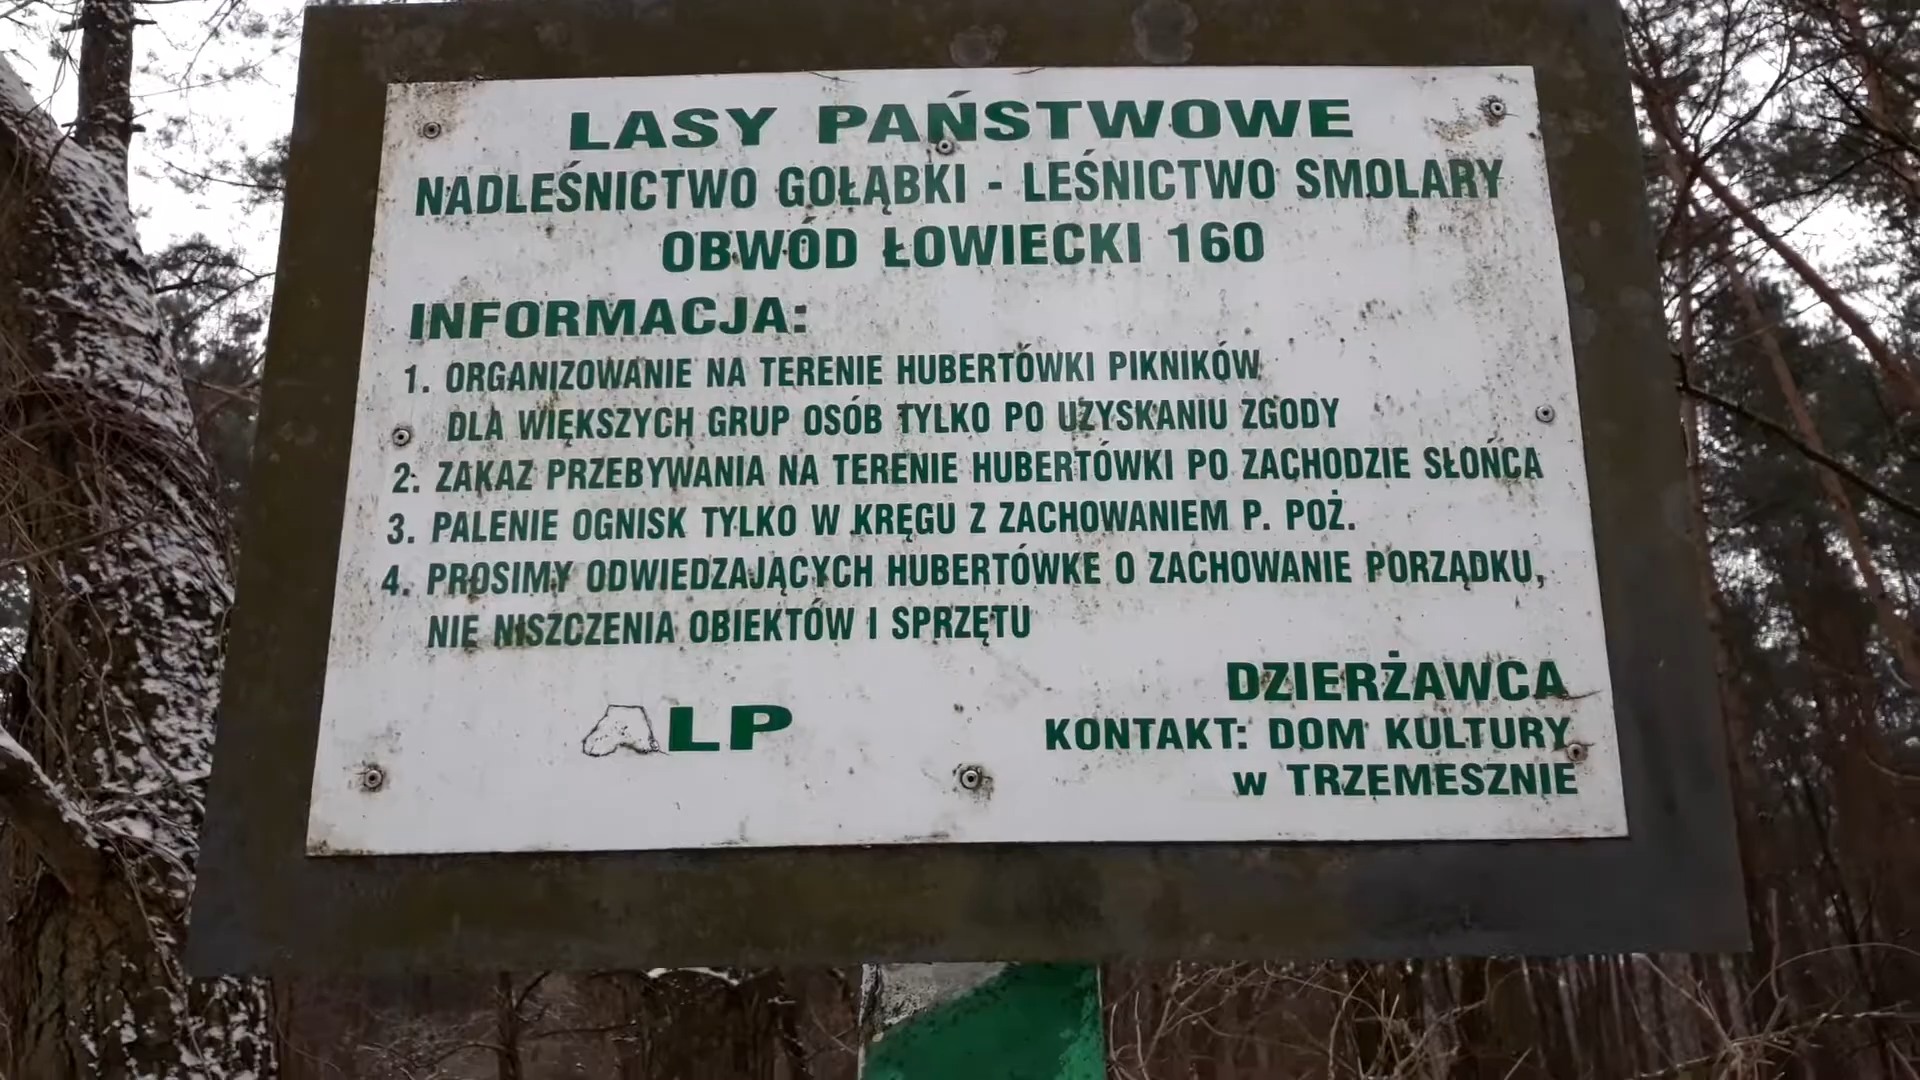 LASY PAŃSTWOWE
NADLEŚNICTWO GOŁĄBKI - LEŚNICTWO SMOLARY
OBWÓD ŁOWIECKI 160
INFORMACJA:
1. ORGANIZOWANIE NA TERENIE HUBERTÓWKI PIKNIKÓW
DLA WIĘKSZYCH GRUP OSÓB TYLKO PO UZYSKANIU ZGODY
2. ZAKAZ PRZEBYWANIA NA TERENIE HUBERTÓWKI PO ZACHODZIE SŁOŃCA
3. PALENIE OGNISK TYLKO W KRĘGU Z ZACHOWANIEM P. POŻ.
4. PROSIMY ODWIEDZAJĄCYCH HUBERTÓWKE O ZACHOWANIE PORZĄDKU,
NIE NISZCZENIA OBIEKTÓW I SPRZĘTU
LP
DZIERŻAWCA
KONTAKT: DOM KULTURY
w TRZEMESZNIE